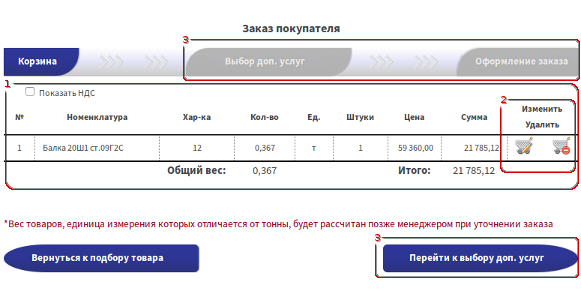 Заказ покупателя
3
Корзина Выбор доп. услуг Оформление заказа
1
Показать НДС
2
№ Номенклатура Хар-ка Кол-во Ед. Штуки Цена Сумма Изменить
Удалить
1 Балка 20Ш1 ст.09Г2С 12 0,367 т 1 59 360,00 21 785,12
Общий вес: 0,367 Итого: 21 785,12
*Вес товаров, единица измерения которых отличается от тонны, будет рассчитан позже менеджером при уточнении заказа
3
Вернуться к подбору товара Перейти к выбору доп. услуг